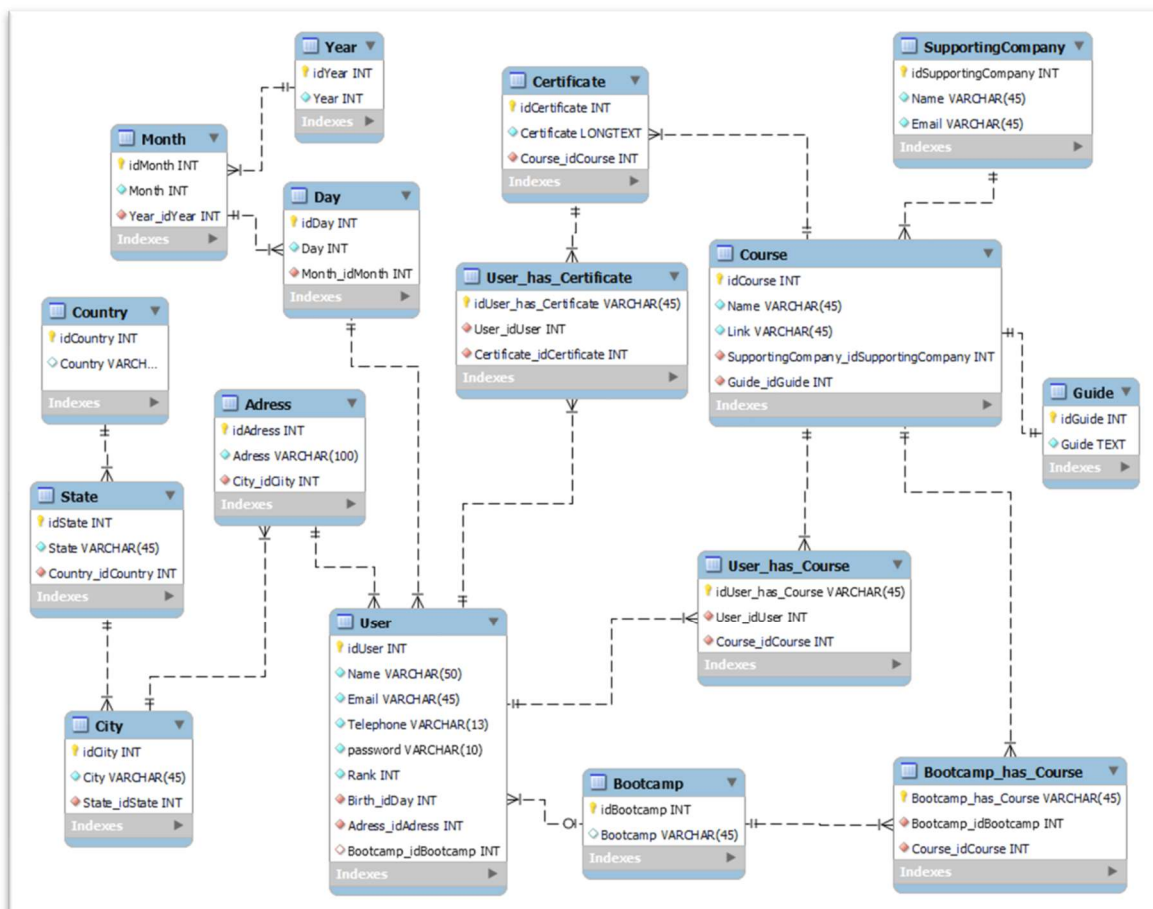 Year
idYear INT
Year INT
Indexes
Month
idMonth INT
Month INT
Year_idYear INT
Indexes
Day
idDay INT
Day INT
Month_idMonth INT
Indexes
Certificate
idCertificate INT
Certificate LONGTEXT
Course_idCourse INT
Indexes
SupportingCompany
idSupportingCompany INT
Name VARCHAR(45)
Email VARCHAR(45)
Indexes
User_has_Certificate
idUser_has_Certificate VARCHAR(45)
User_idUser INT
Certificate_idCertificate INT
Indexes
Course
idCourse INT
Name VARCHAR(45)
Link VARCHAR(45)
SupportingCompany_idSupportingCompany INT
Guide_idGuide INT
Indexes
Guide
idGuide INT
Guide TEXT
Indexes
Country
idCountry INT
Country VARCH...
Indexes
Adress
idAdress INT
Adress VARCHAR(100)
City_idCity INT
Indexes
State
idState INT
State VARCHAR(45)
Country_idCountry INT
Indexes
City
idCity INT
City VARCHAR(45)
State_idState INT
Indexes
User
idUser INT
Name VARCHAR(50)
Email VARCHAR(45)
Telephone VARCHAR(13)
password VARCHAR(10)
Rank INT
Birth_idDay INT
Adress_idAdress INT
Bootcamp_idBootcamp INT
Indexes
User_has_Course
idUser_has_Course VARCHAR(45)
User_idUser INT
Course_idCourse INT
Indexes
Bootcamp
idBootcamp INT
Bootcamp VARCHAR(45)
Indexes
Bootcamp_has_Course
Bootcamp_has_Course VARCHAR(45)
Bootcamp_idBootcamp INT
Course_idCourse INT
Indexes